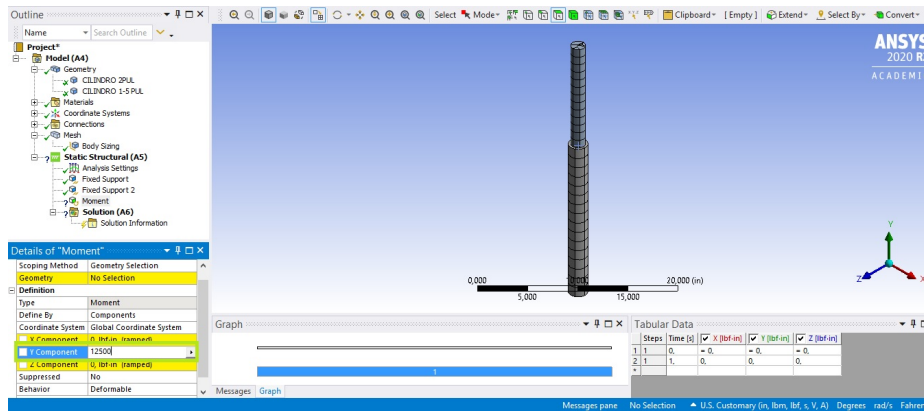 Outline
Name
Search Outline
Project*
Model (A4)
Geometry
CILINDRO 2PUL
CILINDRO 1-5 PUL
Materials
Coordinate Systems
Connections
Mesh
Body Sizing
Static Structural (A5)
Analysis Settings
Fixed Support
Fixed Support 2
Moment
Solution (A6)
Solution Information
Select Mode Clipboard [ Empty ] Extend Select By Convert
ANSYS
2020 R
ACADEMI
Y
Z X
0,000 20,000 (in)
5,000 15,000
Details of "Moment"
Scoping Method Geometry Selection
Geometry No Selection
Definition
Type Moment
Define By Components
Coordinate System Global Coordinate System
X Component 0, lbf·in (ramped)
Y Component 12500
Z Component 0, lbf·in (ramped)
Suppressed No
Behavior Deformable
Graph
1
Messages Graph
Tabular Data
Steps Time [s] X [lbf·in] Y [lbf·in] Z [lbf·in]
1 1 0, = 0, = 0, = 0,
2 1 1, 0, 0, 0,
*
Messages pane No Selection U.S. Customary (in, lbm, lbf, s, V, A) Degrees rad/s Fahren